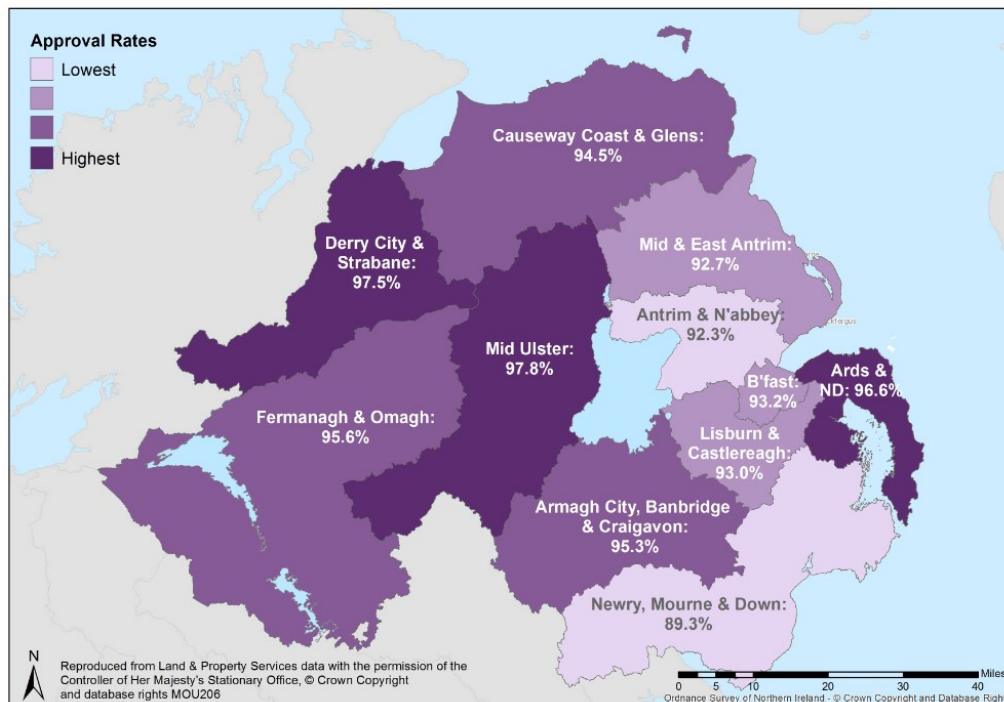 Approval Rates
Lowest
Highest
Causeway Coast & Glens:
94.5%
Derry City &
Strabane:
97.5%
Mid & East Antrim:
92.7%
Antrim & N'abbey:
92.3%
Mid Ulster:
97.8%
Ards &
ND: 96.6%
B'fast:
93.2%
Fermanagh & Omagh:
95.6%
Lisburn &
Castlereagh:
93.0%
Armagh City, Banbridge
& Craigavon:
95.3%
Newry, Mourne & Down:
89.3%
N
Reproduced from Land & Property Services data with the permission of the
Controller of Her Majesty's Stationary Office, © Crown Copyright
and database rights MOU206
Miles
0 5 10 20 30 40
Ordnance Survey of Northern Ireland - © Crown Copyright and Database Right